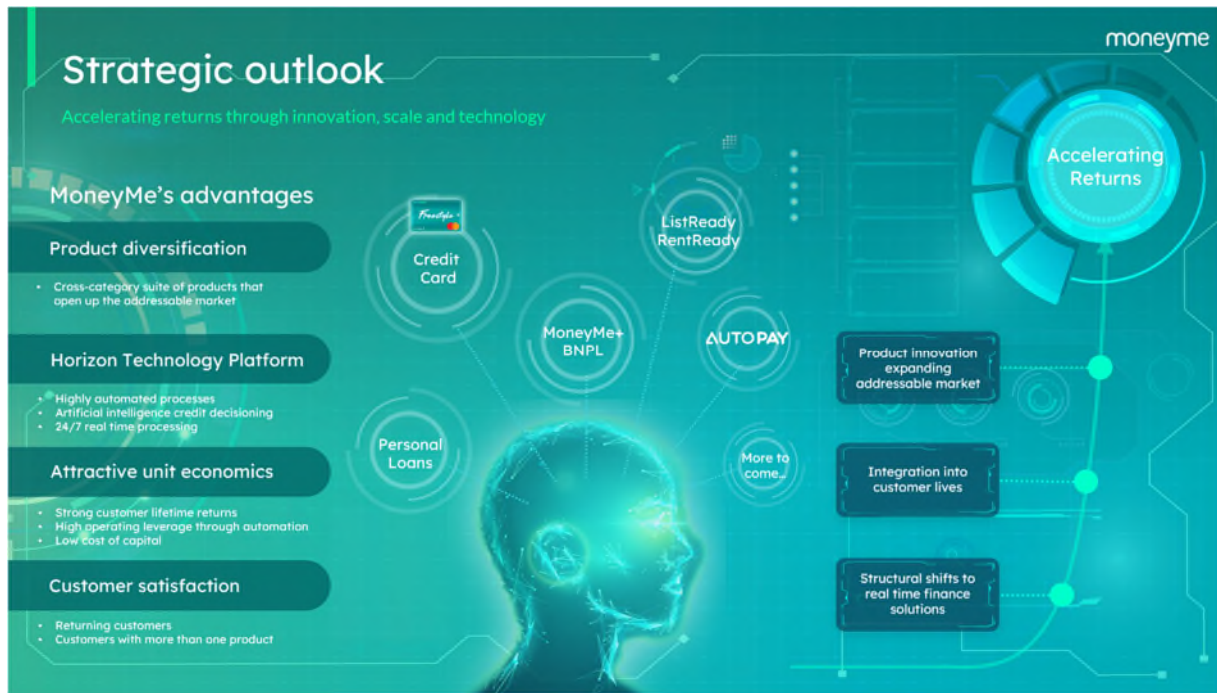 moneyme
Strategic outlook
Accelerating returns through innovation, scale and technology
MoneyMe's advantages
Product diversification
• Cross-category suite of products that
open up the addressable market
Horizon Technology Platform
• Highly automated processes
• Artificial intelligence credit decisioning
• 24/7 real time processing
Attractive unit economics
• Strong customer lifetime returns
• High operating leverage through automation
• Low cost of capital
Customer satisfaction
• Returning customers
• Customers with more than one product
Freestyle
Credit
Card
ListReady
RentReady
MoneyMe+
BNPL
AUTOPAY
Personal
Loans
More to
come...
Accelerating
Returns
Product innovation
expanding
addressable market
Integration into
customer lives
Structural shifts to
real time finance
solutions